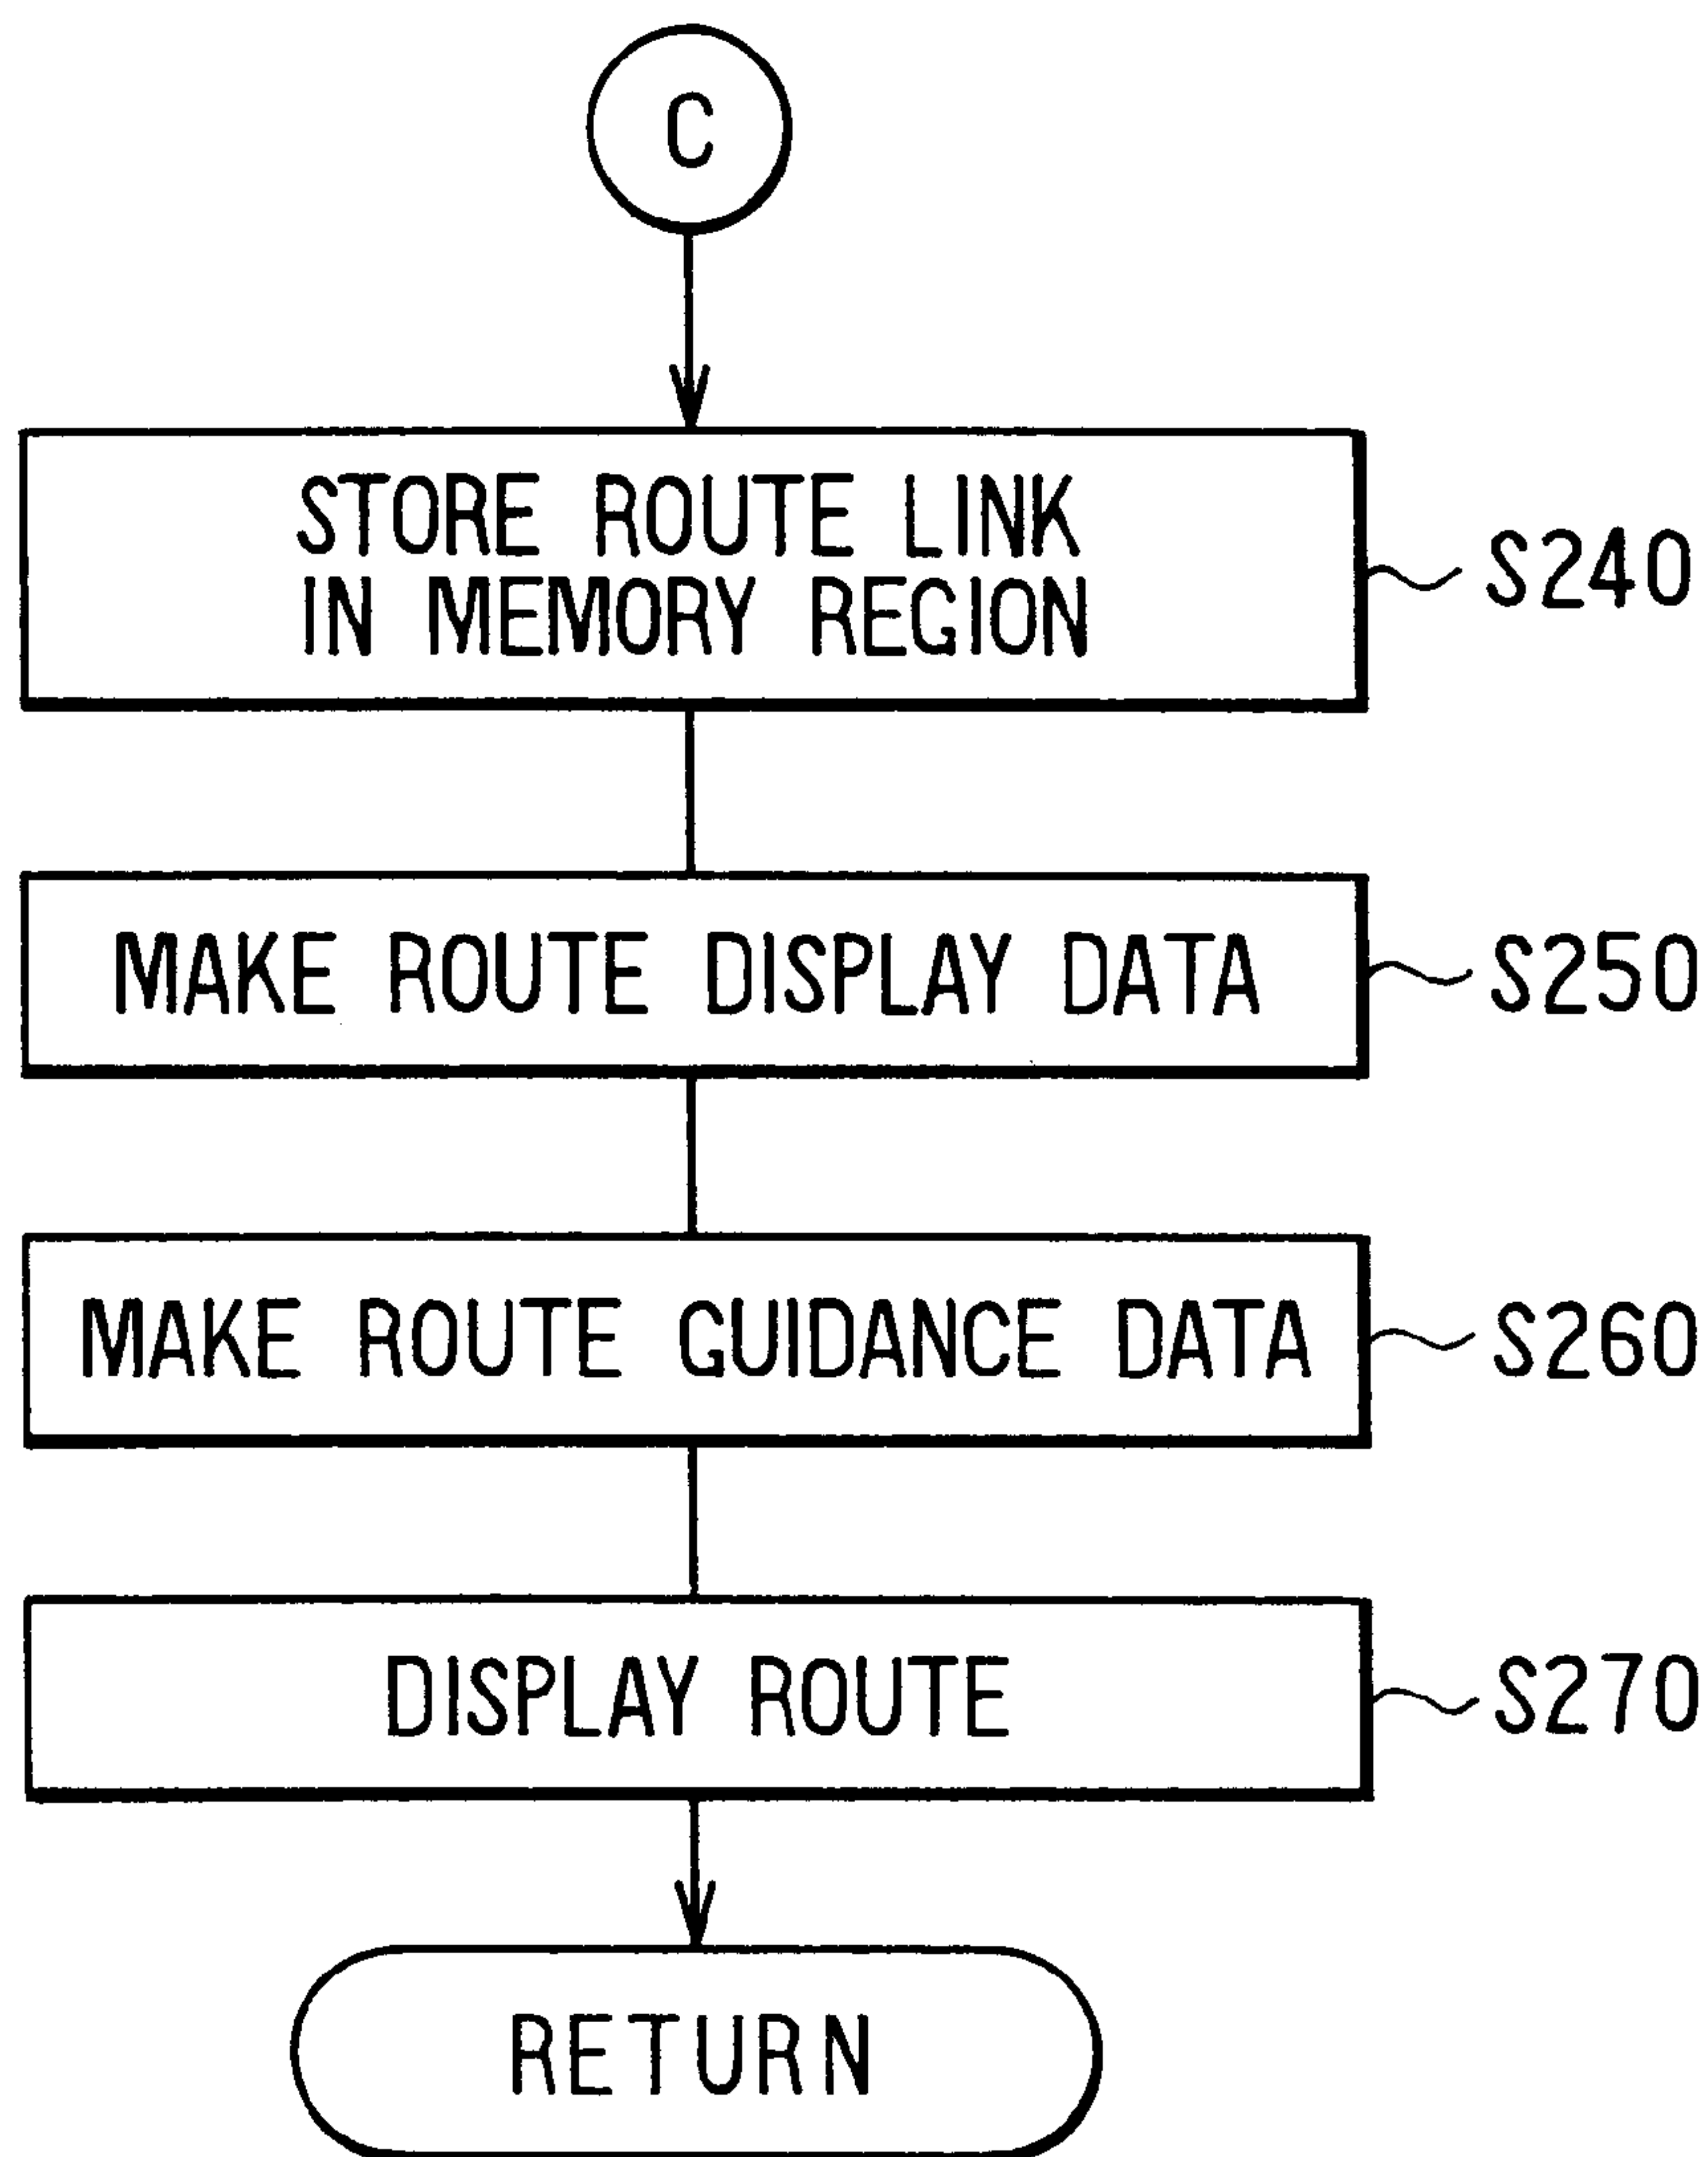 C
STORE ROUTE LINK
IN MEMORY REGION
S240
MAKE ROUTE DISPLAY DATA
S250
MAKE ROUTE GUIDANCE DATA
S260
DISPLAY ROUTE
S270
RETURN